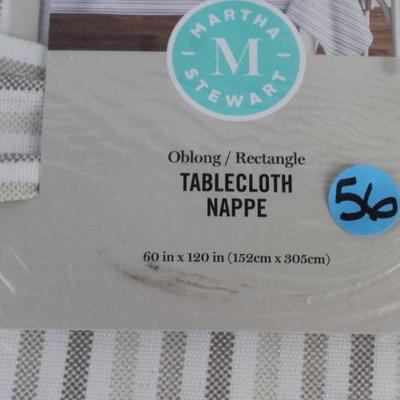 MARTHA
M
STEWART
Oblong / Rectangle
TABLECLOTH
NAPPE
56
60 in x 120 in (152cm x 305cm)